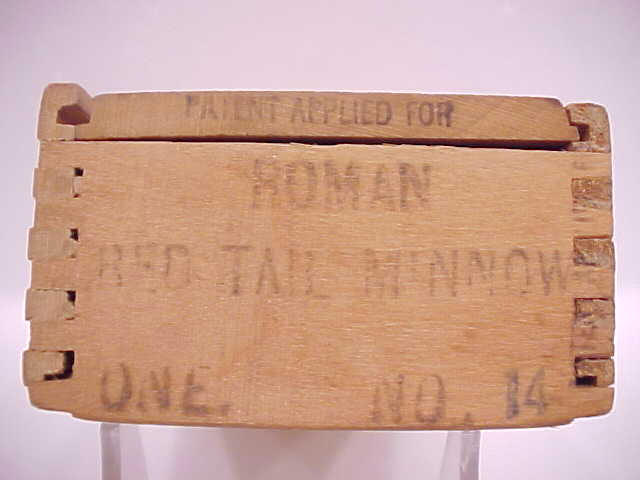 PATENT APPLIED FOR
ROMAN
RED TAIL MINNOW
ONE. NO. 14